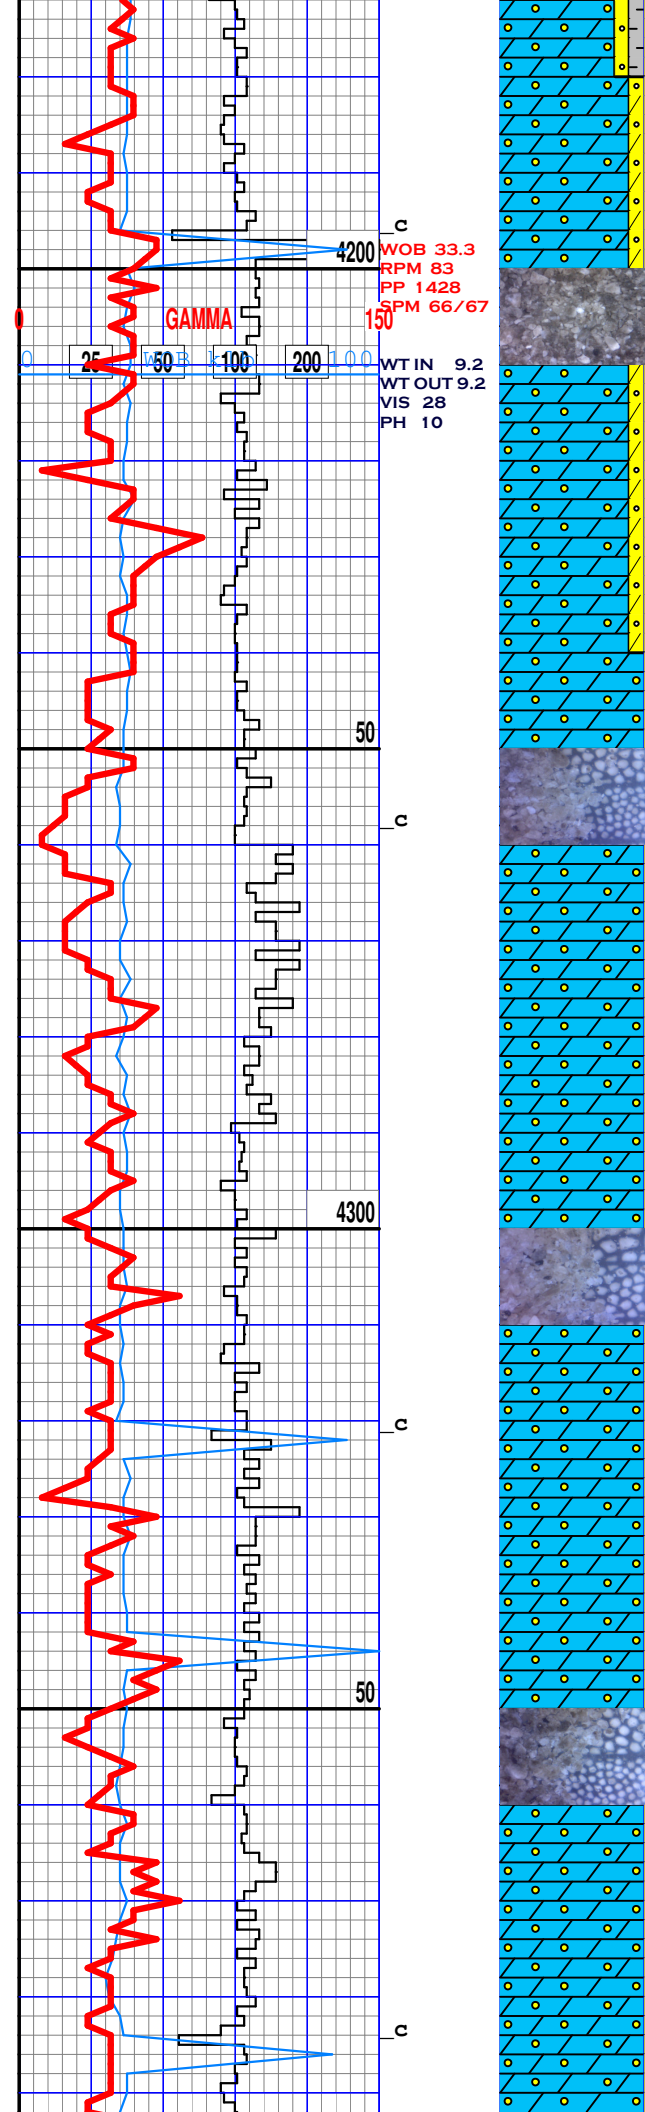 C
4200
WOB 33.3
RPM 83
PP 1428
SPM 66/67
0 GAMMA 150
0 WOB k 100
25 50 100 200
WT IN 9.2
WT OUT 9.2
VIS 28
PH 10
50
C
4300
C
50
C